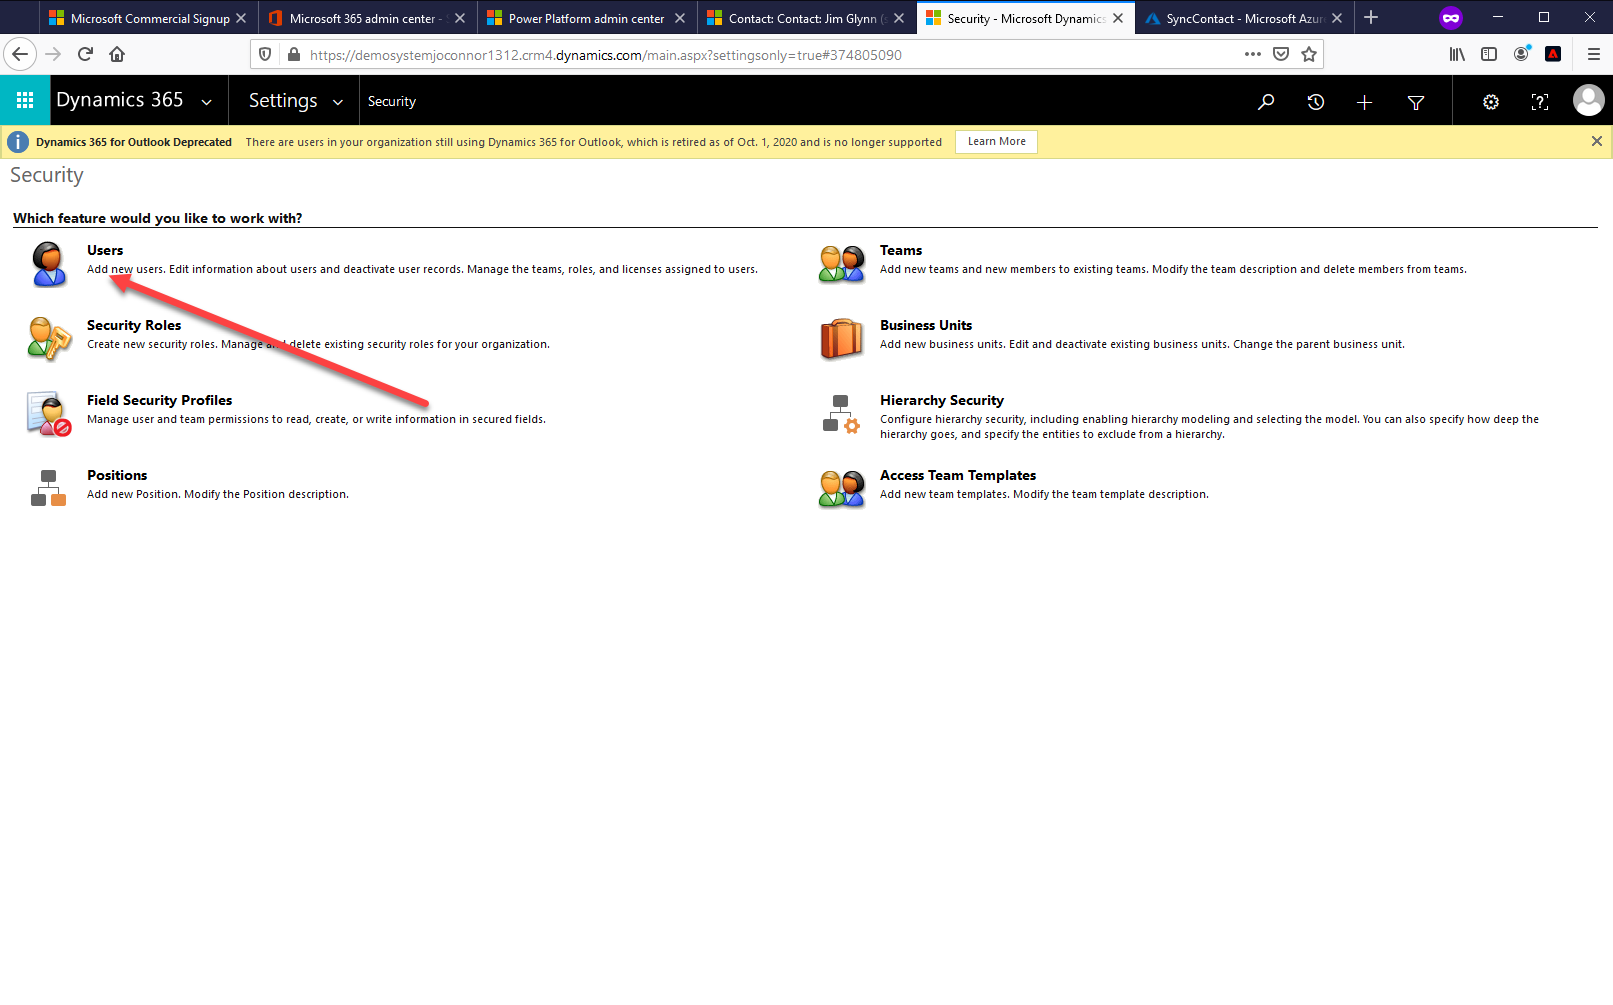 Microsoft Commercial Signup
Microsoft 365 admin center -
Power Platform admin center
Contact: Contact: Jim Glynn (s
Security - Microsoft Dynamics
SyncContact - Microsoft Azur
https://demosystemjoconnor1312.crm4.dynamics.com/main.aspx?settingsonly=true#374805090
Dynamics 365
Settings
Security
Dynamics 365 for Outlook Deprecated There are users in your organization still using Dynamics 365 for Outlook, which is retired as of Oct. 1, 2020 and is no longer supported
Learn More
Security
Which feature would you like to work with?
Users
Add new users. Edit information about users and deactivate user records. Manage the teams, roles, and licenses assigned to users.
Teams
Add new teams and new members to existing teams. Modify the team description and delete members from teams.
Security Roles
Create new security roles. Manage and delete existing security roles for your organization.
Business Units
Add new business units. Edit and deactivate existing business units. Change the parent business unit.
Field Security Profiles
Manage user and team permissions to read, create, or write information in secured fields.
Hierarchy Security
Configure hierarchy security, including enabling hierarchy modeling and selecting the model. You can also specify how deep the
hierarchy goes, and specify the entities to exclude from a hierarchy.
Positions
Add new Position. Modify the Position description.
Access Team Templates
Add new team templates. Modify the team template description.